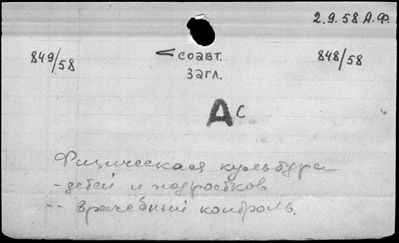 2.9.58 А.Ф.
849/58
< соавт.
загл.
848/58
Ас
Физическая культура
- детей и подростков
-- Врачебный контроль.